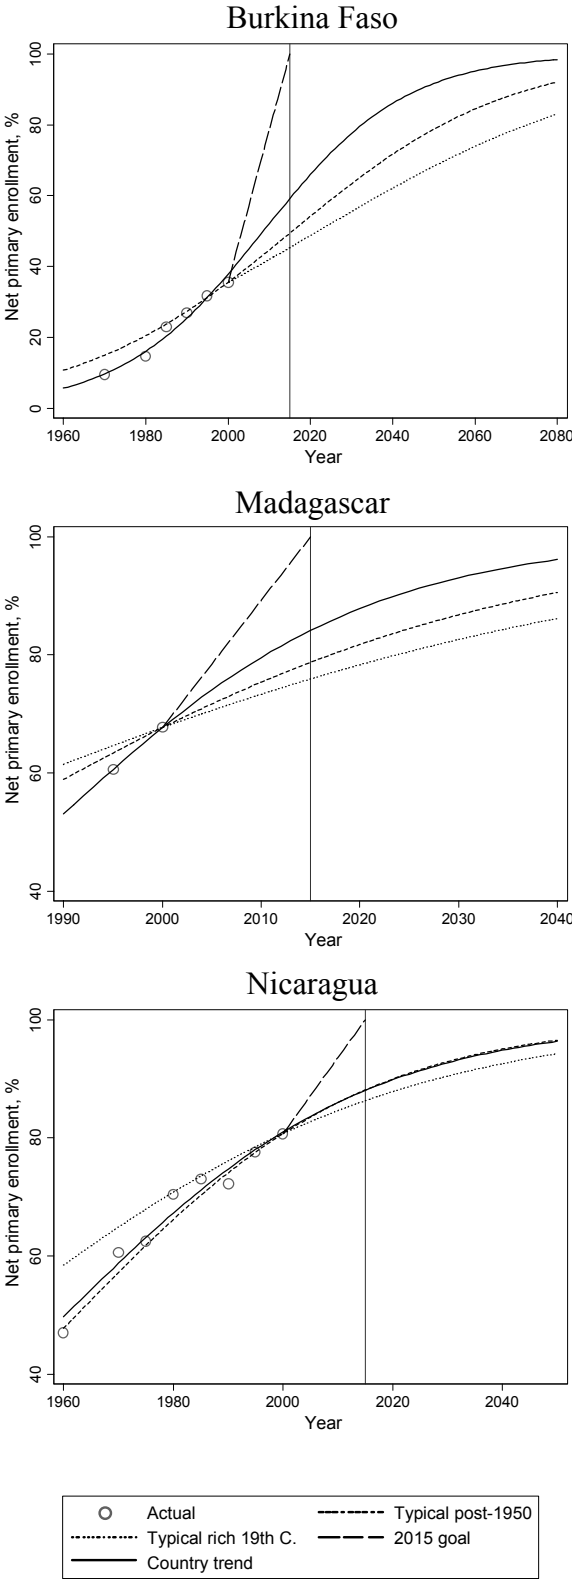 Burkina Faso
Net primary enrollment, %
100
80
60
40
20
0
1960 1980 2000 2020 2040 2060 2080
Year
Madagascar
Net primary enrollment, %
100
80
60
40
1990 2000 2010 2020 2030 2040
Year
Nicaragua
Net primary enrollment, %
100
80
60
40
1960 1980 2000 2020 2040
Year
Actual Typical post-1950
Typical rich 19th C. 2015 goal
Country trend